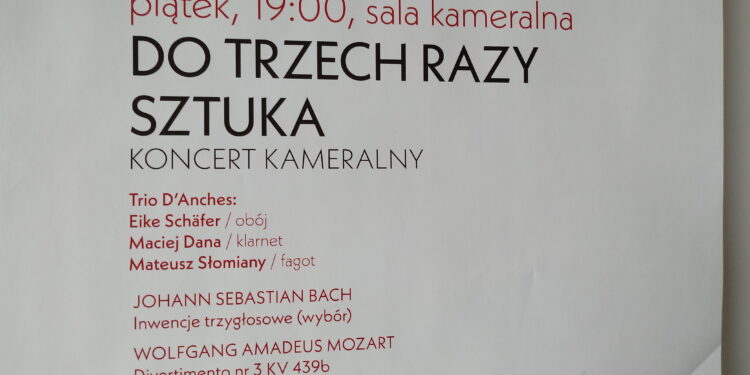 piątek, 19:00, sala kameralna
DO TRZECH RAZY
SZTUKA
KONCERT KAMERALNY
Trio D'Anches:
Eike Schäfer / obój
Maciej Dana / klarnet
Mateusz Słomiany / fagot
JOHANN SEBASTIAN BACH
Inwencje trzygłosowe (wybór)
WOLFGANG AMADEUS MOZART
Divertimento nr 3 KV 439b